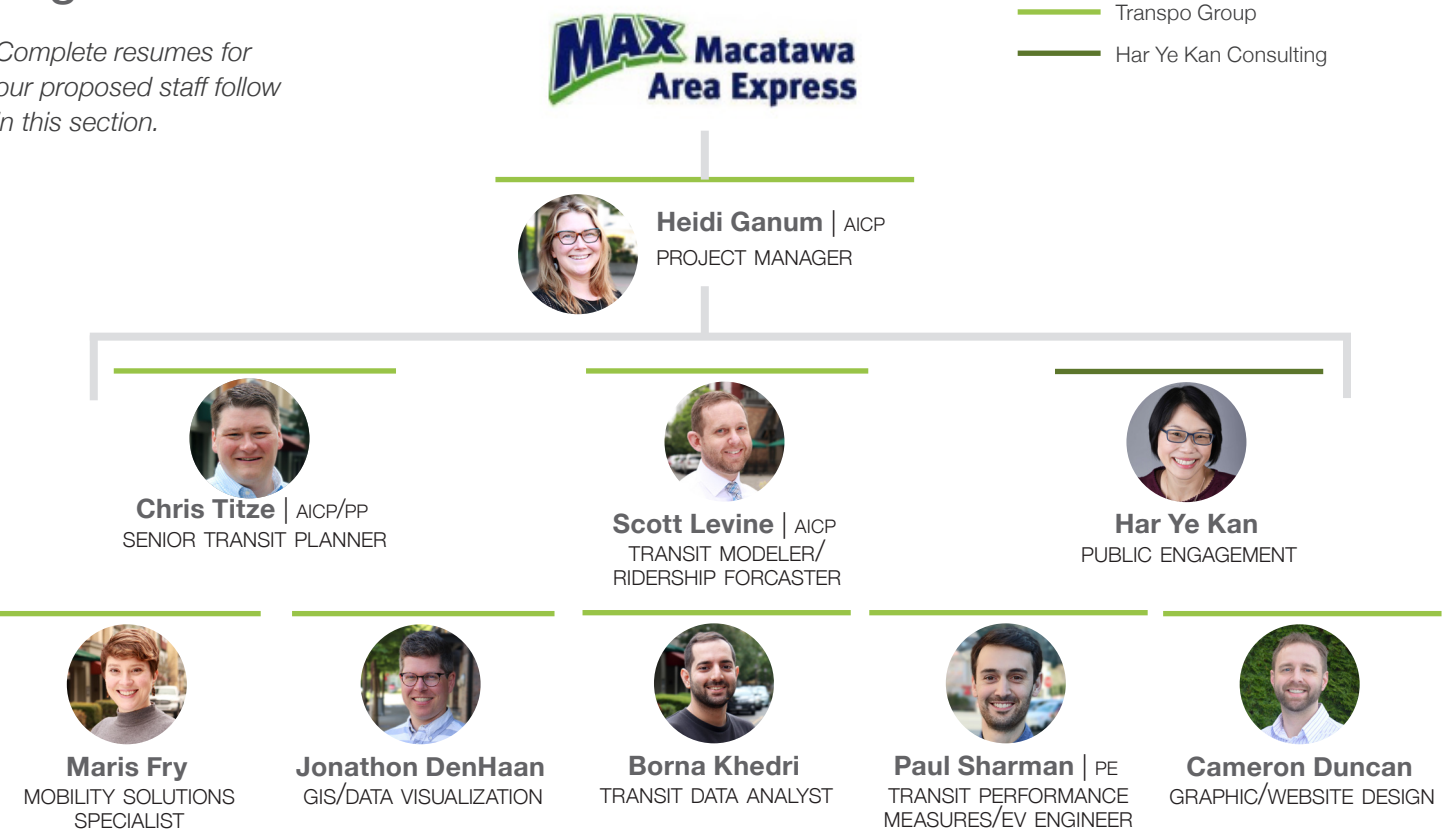 Complete resumes for
our proposed staff follow
in this section.
MAX Macatawa
Area Express
Transpo Group
Har Ye Kan Consulting
Heidi Ganum | AICP
PROJECT MANAGER
Chris Titze | AICP/PP
SENIOR TRANSIT PLANNER
Scott Levine | AICP
TRANSIT MODELER/
RIDERSHIP FORCASTER
Har Ye Kan
PUBLIC ENGAGEMENT
Maris Fry
MOBILITY SOLUTIONS
SPECIALIST
Jonathon DenHaan
GIS/DATA VISUALIZATION
Borna Khedri
TRANSIT DATA ANALYST
Paul Sharman | PE
TRANSIT PERFORMANCE
MEASURES/EV ENGINEER
Cameron Duncan
GRAPHIC/WEBSITE DESIGN